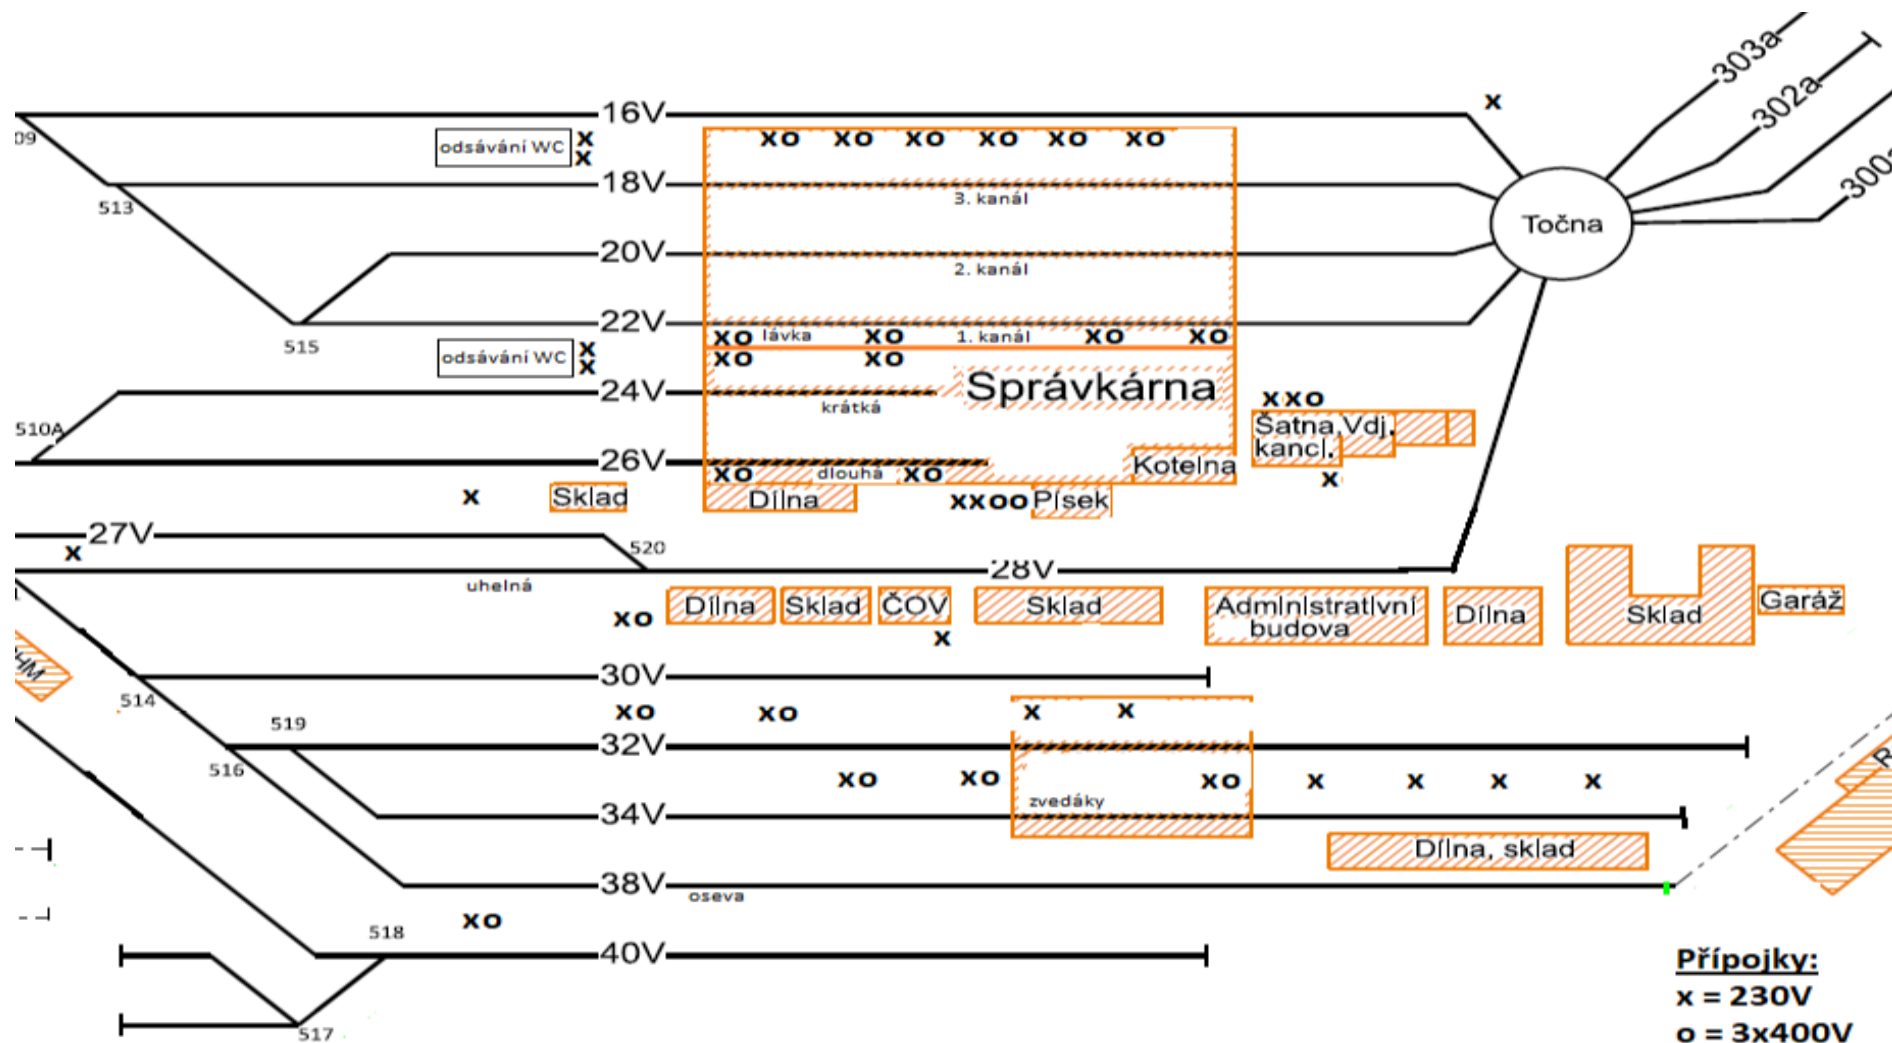 303a
302a
300a
16V
x
09
odsávání WC
x
x
xo xo xo xo xo xo
18V
513
3. kanál
Točna
20V
2. kanál
22V
515
xo lávka xo 1. kanál xo xo
odsávání WC
x
x
xo xo
Správkárna
24V
krátká
xxo
510A
Šatna, Vdj.
kancl.
26V
xo dlouhá xo
Kotelna
x
x
Sklad
Dílna
xxoo Písek
27V
x
520
28V
uhelná
xo
Dílna
Sklad
ČOV
Sklad
Administrativní
budova
Dílna
Sklad
Garáž
x
HM
514
30V
xo xo x x
519
32V
516
xo xo xo x x x x
zvedáky
34V
Dílna, sklad
38V
oseva
R
xo
518
40V
517
Přípojky:
x = 230V
o = 3x400V